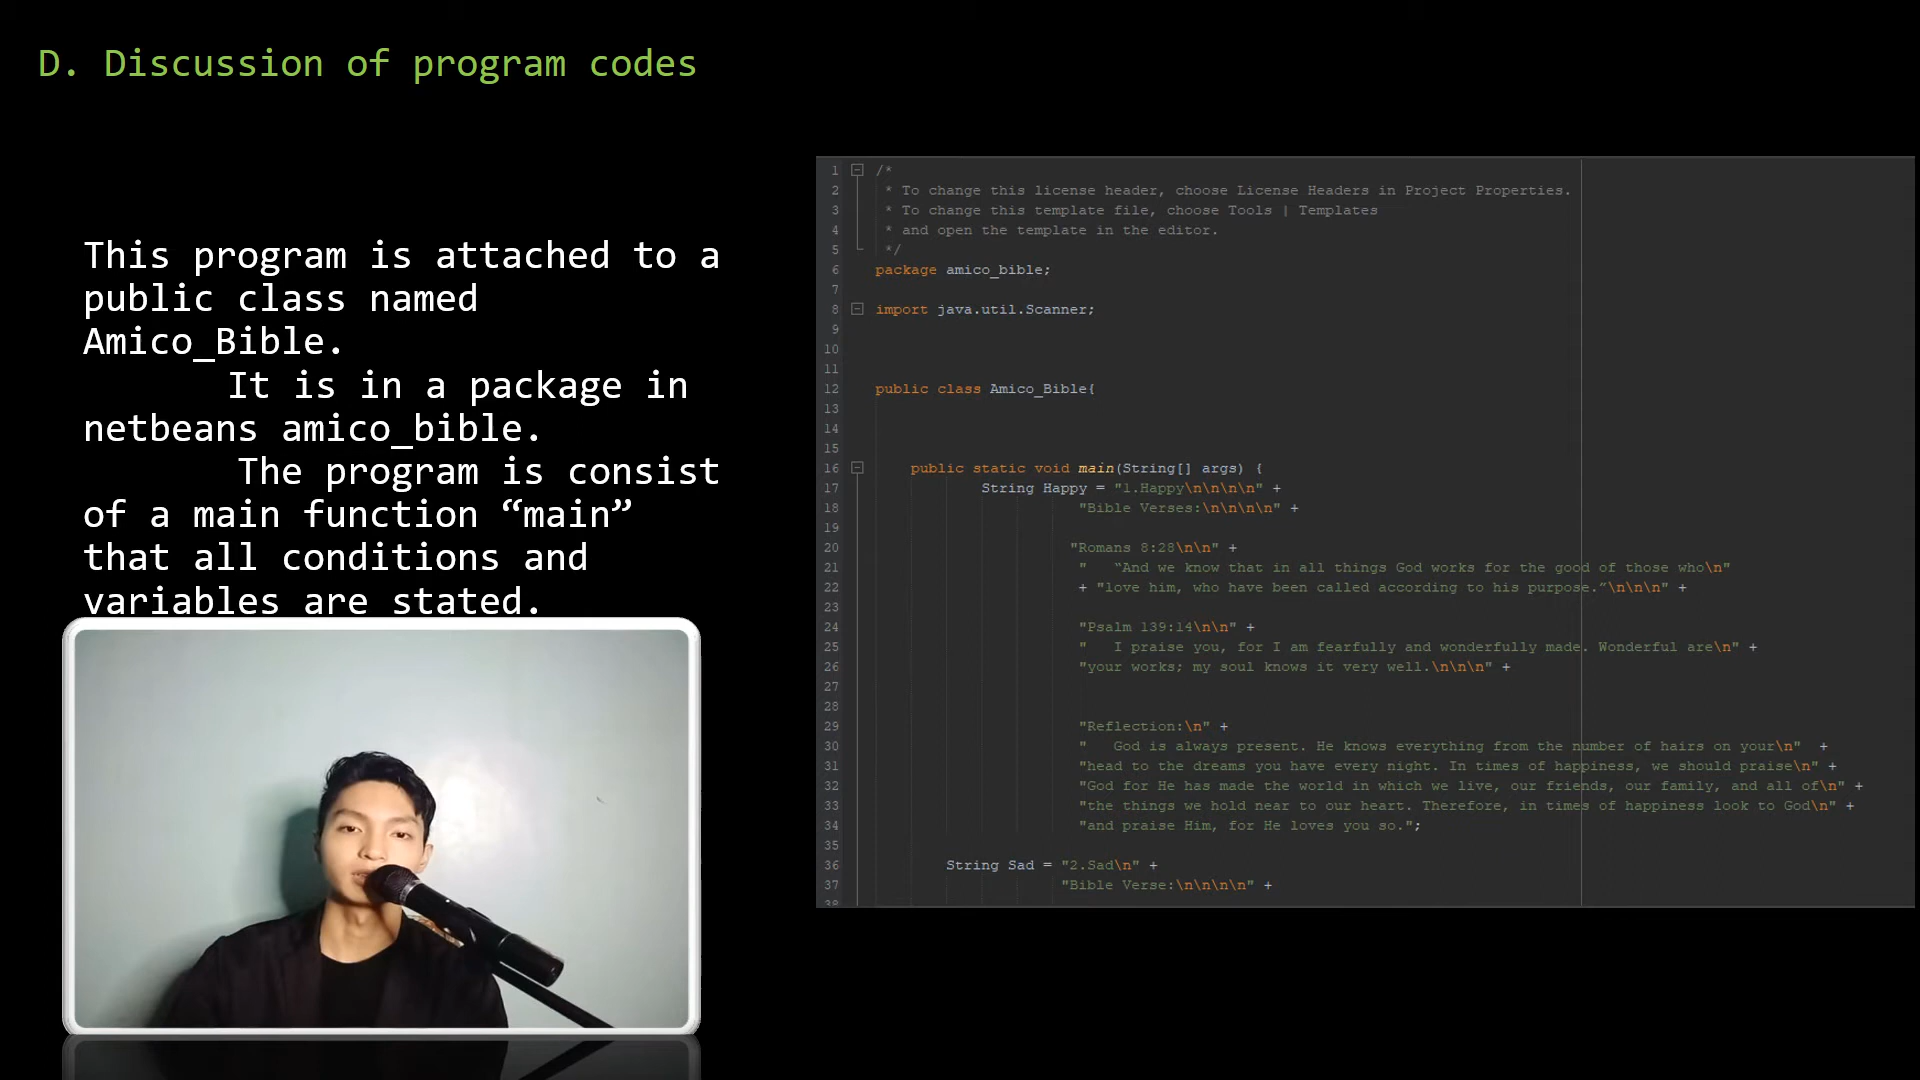 D. Discussion of program codes
This program is attached to a
public class named
Amico_Bible.
It is in a package in
netbeans amico_bible.
The program is consist
of a main function “main”
that all conditions and
variables are stated.
1 /*
2 * To change this license header, choose License Headers in Project Properties.
3 * To change this template file, choose Tools | Templates
4 * and open the template in the editor.
5 */
6 package amico_bible;
7
8 import java.util.Scanner;
9
10
11
12 public class Amico_Bible{
13
14
15
16 public static void main(String[] args) {
17 String Happy = "1.Happy\n\n\n\n" +
18 "Bible Verses:\n\n\n\n" +
19
20 "Romans 8:28\n\n" +
21 " “And we know that in all things God works for the good of those who\n"
22 + "love him, who have been called according to his purpose.”\n\n\n" +
23
24 "Psalm 139:14\n\n" +
25 " I praise you, for I am fearfully and wonderfully made. Wonderful are\n" +
26 "your works; my soul knows it very well.\n\n\n" +
27
28
29 "Reflection:\n" +
30 " God is always present. He knows everything from the number of hairs on your\n" +
31 "head to the dreams you have every night. In times of happiness, we should praise\n" +
32 "God for He has made the world in which we live, our friends, our family, and all of\n" +
33 "the things we hold near to our heart. Therefore, in times of happiness look to God\n" +
34 "and praise Him, for He loves you so.";
35
36 String Sad = "2.Sad\n" +
37 "Bible Verse:\n\n\n\n" +
38